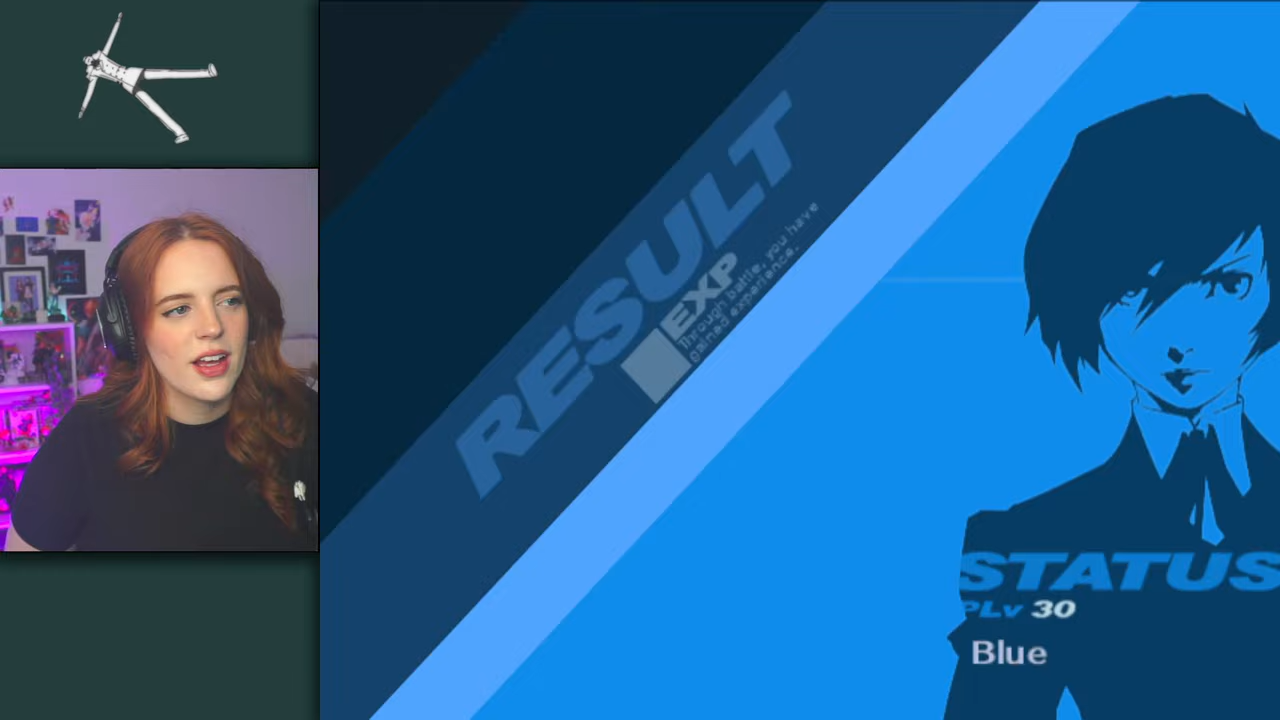 RESULT
EXP
Through battle, you have
gained experience.
STATUS
PLv 30
Blue